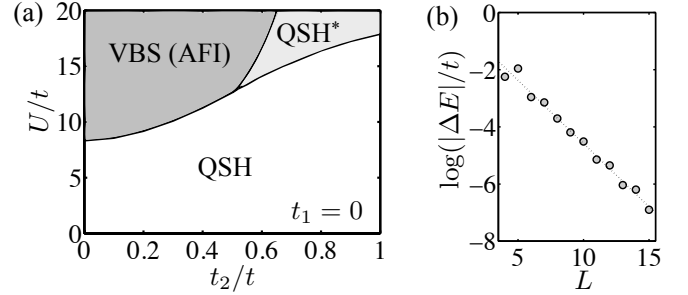 (a)
20
15
10
5
0
U/t
VBS (AFI)
QSH*
QSH
t₁ = 0
0 0.2 0.4 0.6 0.8 1
t₂/t
(b)
0
−2
−4
−6
−8
log(|ΔE|/t)
5 10 15
L